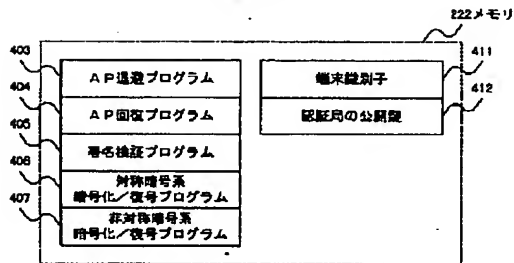 222メモリ
403
AP退避プログラム
404
AP回復プログラム
405
署名検証プログラム
406
対称暗号系
暗号化/復号プログラム
407
非対称暗号系
暗号化/復号プログラム
411
端末識別子
412
認証局の公開鍵